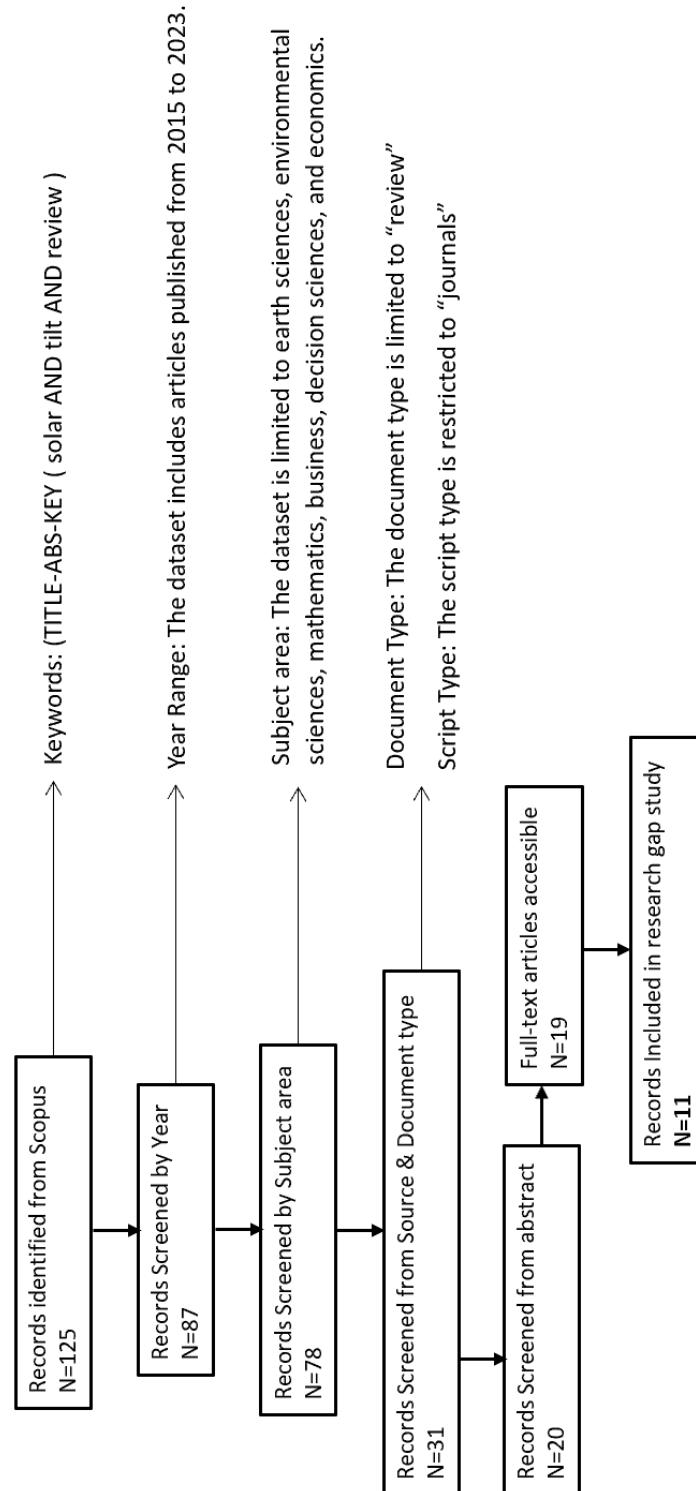 Records identified from Scopus
N=125
Keywords: (TITLE-ABS-KEY ( solar AND tilt AND review )
Records Screened by Year
N=87
Year Range: The dataset includes articles published from 2015 to 2023.
Records Screened by Subject area
N=78
Subject area: The dataset is limited to earth sciences, environmental
sciences, mathematics, business, decision sciences, and economics.
Records Screened from Source & Document type
N=31
Document Type: The document type is limited to “review”
Script Type: The script type is restricted to “journals”
Records Screened from abstract
N=20
Full-text articles accessible
N=19
Records Included in research gap study
N=11